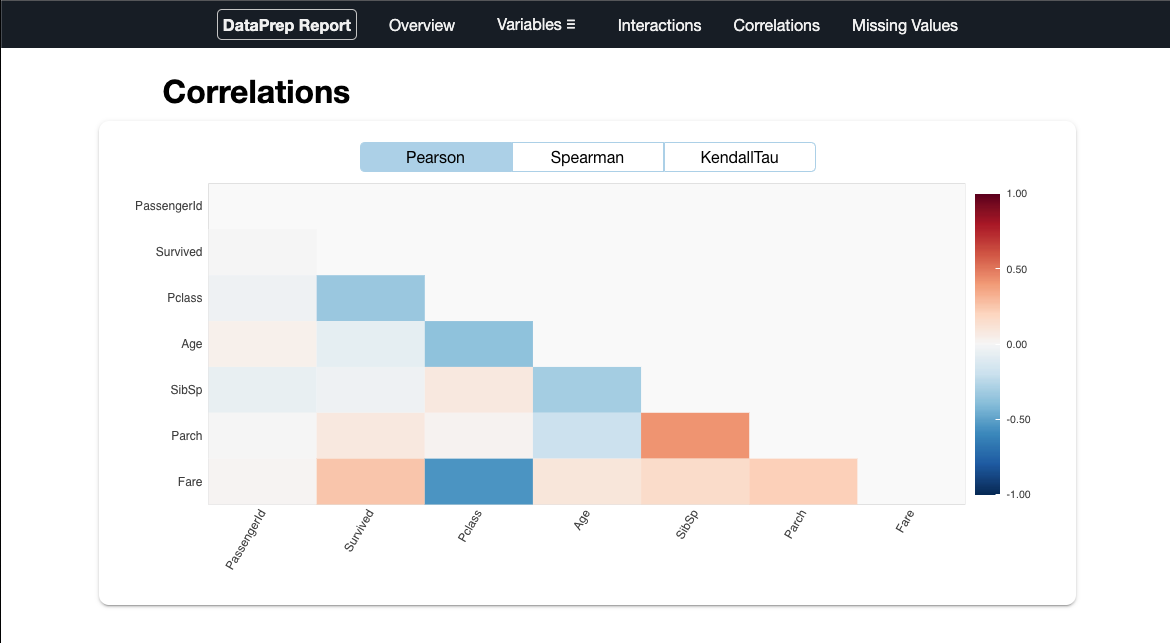 DataPrep Report Overview Variables ☰ Interactions Correlations Missing Values
Correlations
Pearson Spearman KendallTau
PassengerId
Survived
Pclass
Age
SibSp
Parch
Fare
PassengerId Survived Pclass Age SibSp Parch Fare
1.00
0.50
0.00
-0.50
-1.00